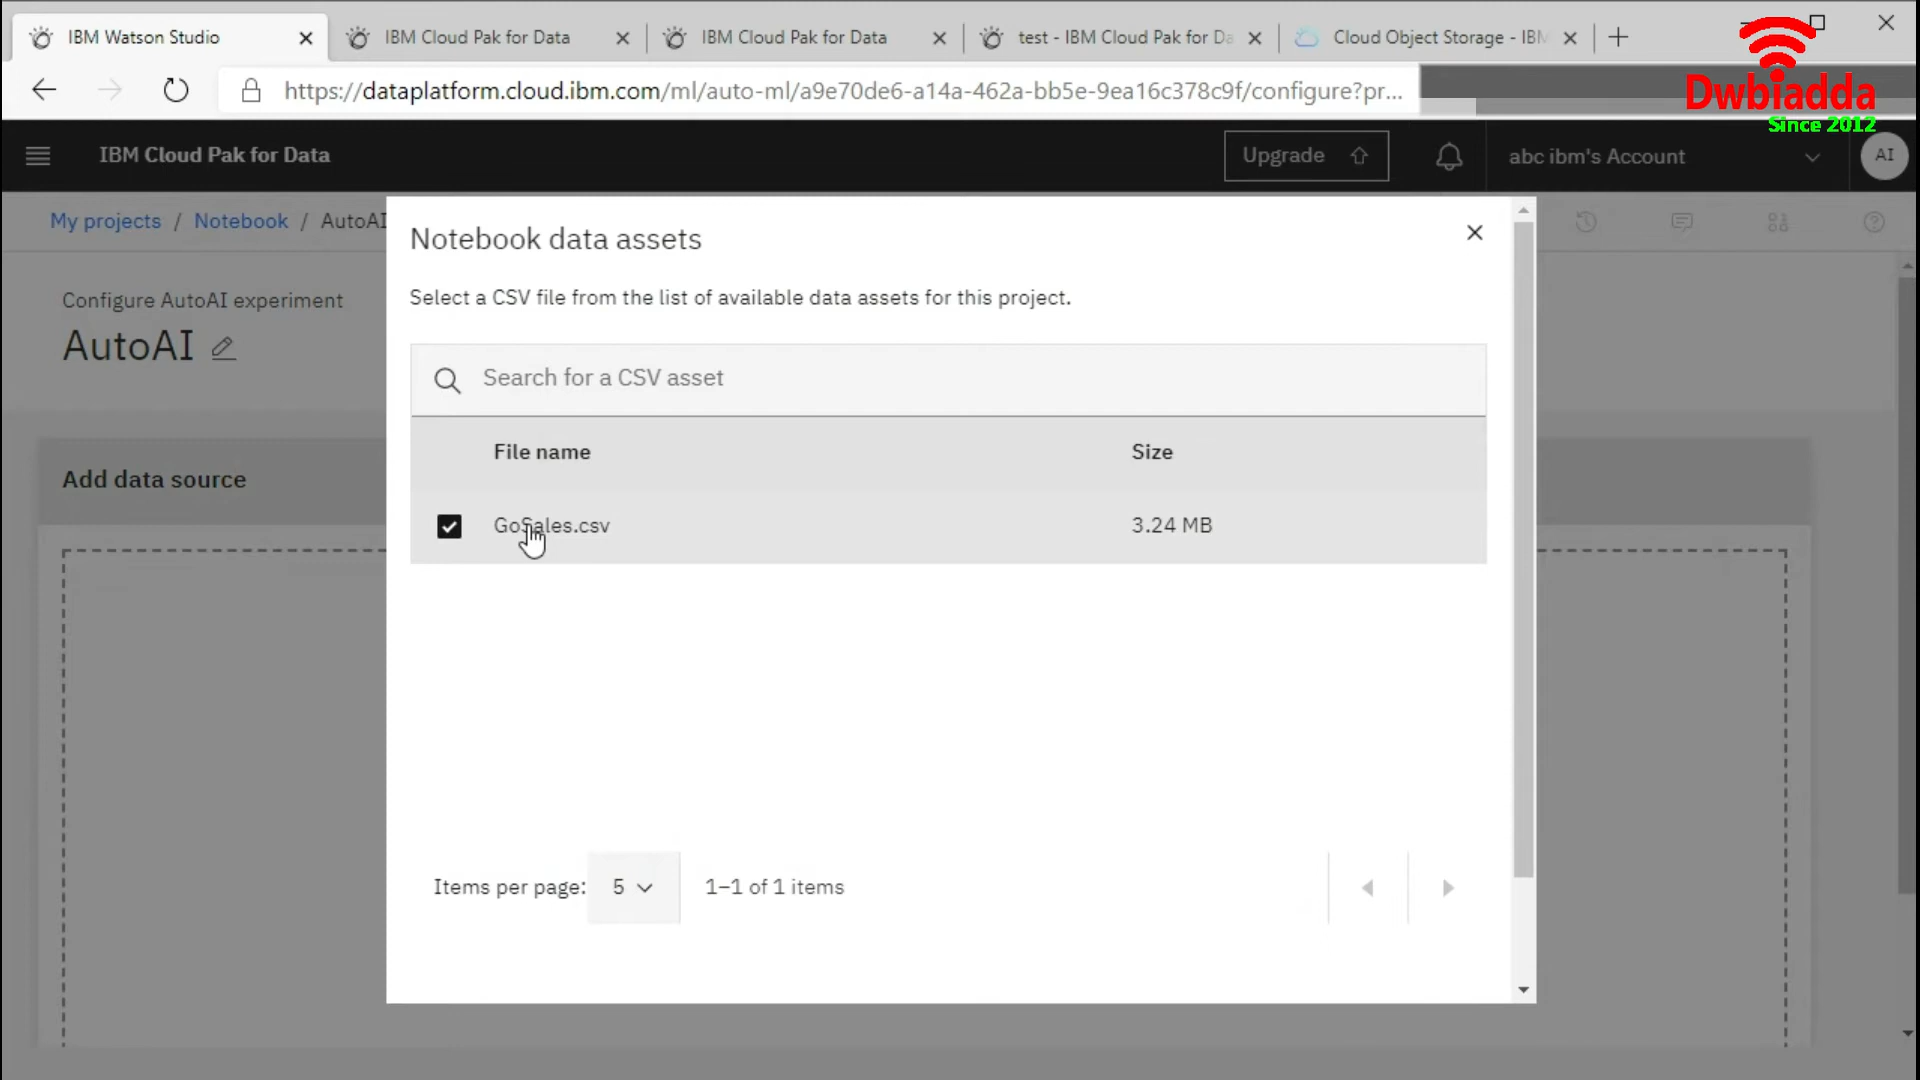 IBM Watson Studio
IBM Cloud Pak for Data
IBM Cloud Pak for Data
test - IBM Cloud Pak for Da
Cloud Object Storage - IBM
https://dataplatform.cloud.ibm.com/ml/auto-ml/a9e70de6-a14a-462a-bb5e-9ea16c378c9f/configure?pr...
Dwbiadda
Since 2012
IBM Cloud Pak for Data
Upgrade
abc ibm's Account
AI
My projects / Notebook / AutoAI
Configure AutoAI experiment
AutoAI
Add data source
Notebook data assets
Select a CSV file from the list of available data assets for this project.
Search for a CSV asset
File name Size
GoSales.csv 3.24 MB
Items per page: 5 1–1 of 1 items